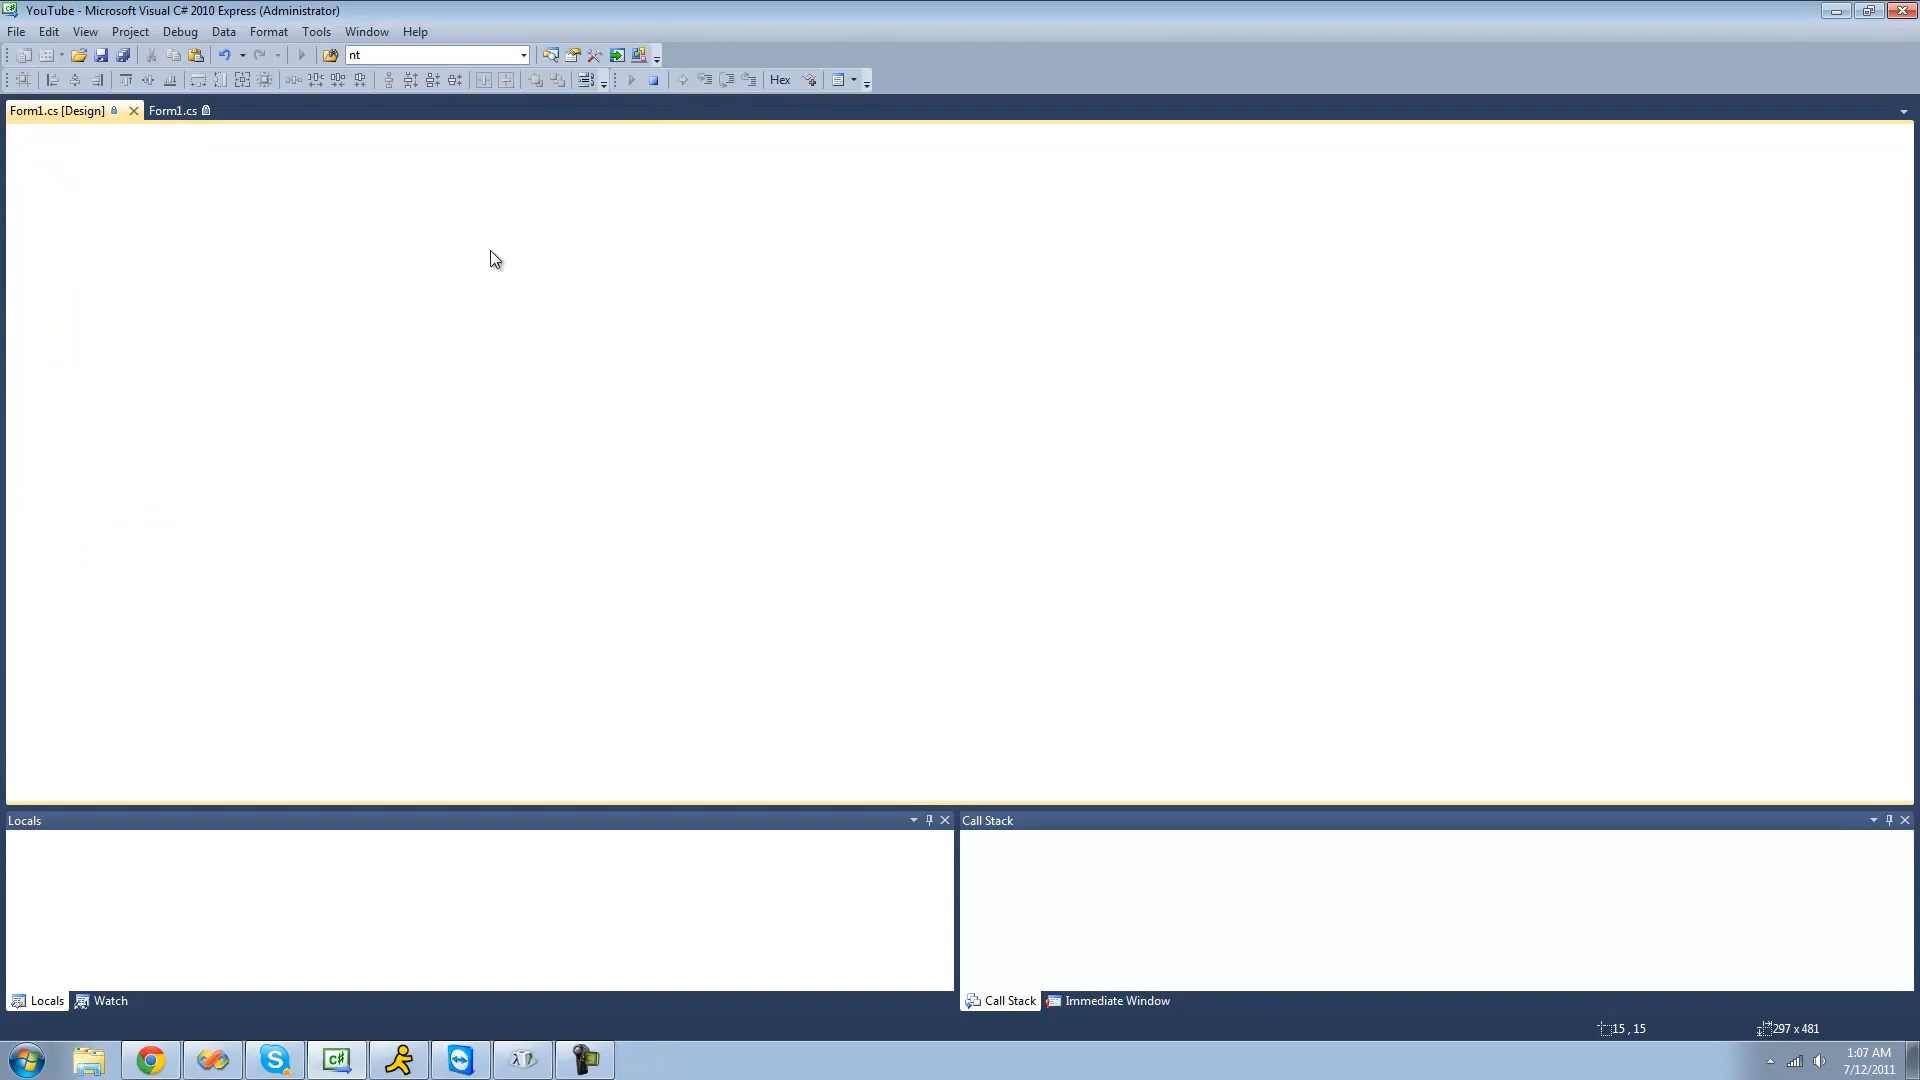 YouTube - Microsoft Visual C# 2010 Express (Administrator)
File Edit View Project Debug Data Format Tools Window Help
nt
Hex
Form1.cs [Design] Form1.cs
Locals Call Stack
Locals Watch Call Stack Immediate Window
15 , 15 297 x 481
C#
1:07 AM
7/12/2011